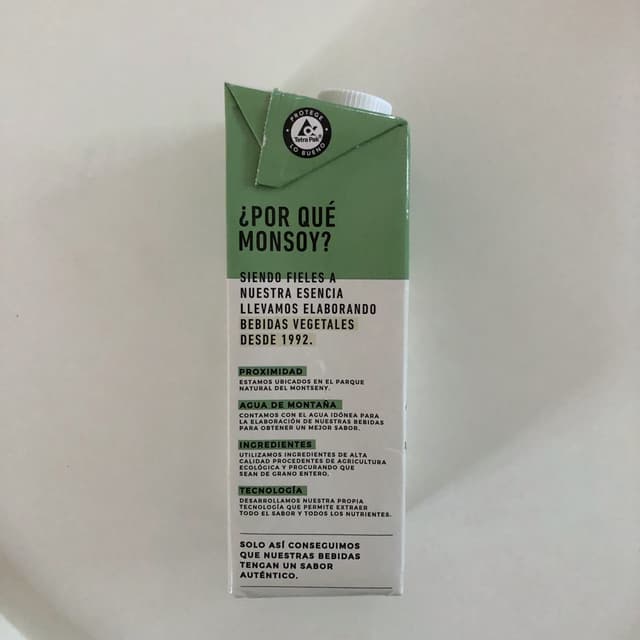 PROTEGE
Tetra Pak®
LO BUENO
¿POR QUÉ
MONSOY?
SIENDO FIELES A
NUESTRA ESENCIA
LLEVAMOS ELABORANDO
BEBIDAS VEGETALES
DESDE 1992.
PROXIMIDAD
ESTAMOS UBICADOS EN EL PARQUE
NATURAL DEL MONTSENY.
AGUA DE MONTAÑA
CONTAMOS CON EL AGUA IDÓNEA PARA
LA ELABORACIÓN DE NUESTRAS BEBIDAS
PARA OBTENER UN MEJOR SABOR.
INGREDIENTES
UTILIZAMOS INGREDIENTES DE ALTA
CALIDAD PROCEDENTES DE AGRICULTURA
ECOLÓGICA Y PROCURANDO QUE
SEAN DE GRANO ENTERO.
TECNOLOGÍA
DESARROLLAMOS NUESTRA PROPIA
TECNOLOGÍA QUE PERMITE EXTRAER
TODO EL SABOR Y TODOS LOS NUTRIENTES.
SOLO ASÍ CONSEGUIMOS
QUE NUESTRAS BEBIDAS
TENGAN UN SABOR
AUTÉNTICO.